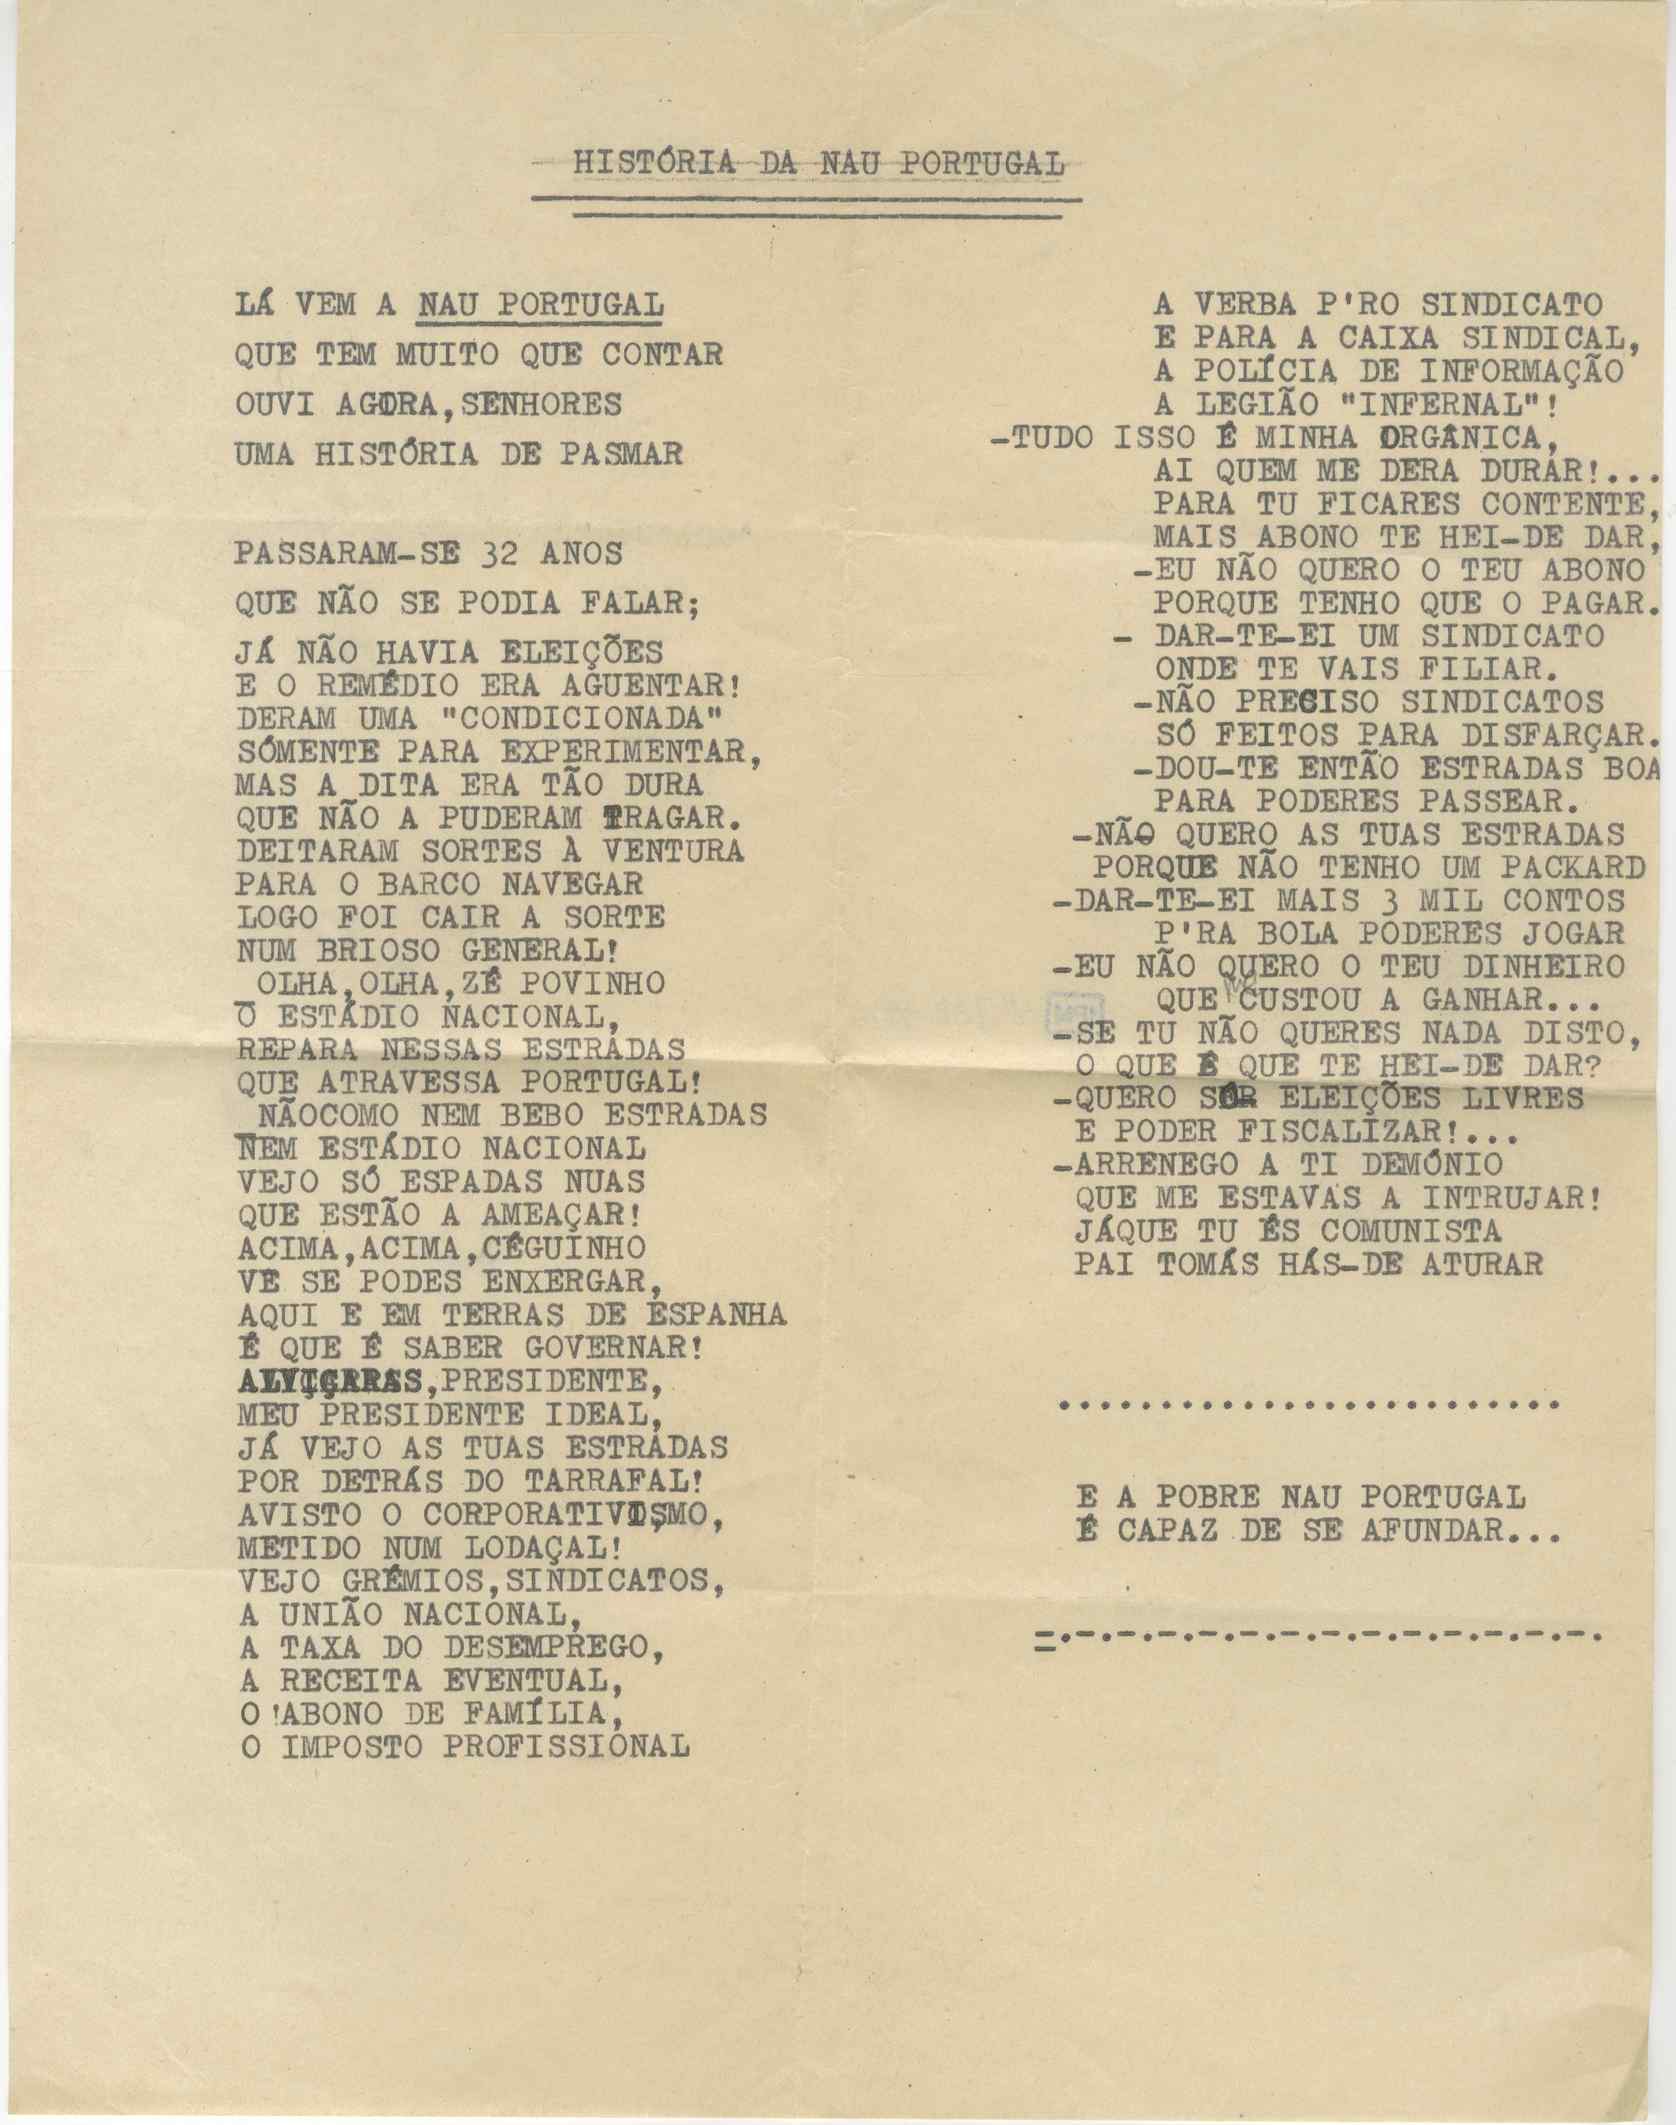 HISTÓRIA DA NAU PORTUGAL
LÁ VEM A NAU PORTUGAL
QUE TEM MUITO QUE CONTAR
OUVI AGORA, SENHORES
UMA HISTÓRIA DE PASMAR
PASSARAM-SE 32 ANOS
QUE NÃO SE PODIA FALAR;
JÁ NÃO HAVIA ELEIÇÕES
E O REMÉDIO ERA AGUENTAR!
DERAM UMA "CONDICIONADA"
SÓMENTE PARA EXPERIMENTAR,
MAS A DITA ERA TÃO DURA
QUE NÃO A PUDERAM TRAGAR.
DEITARAM SORTES À VENTURA
PARA O BARCO NAVEGAR
LOGO FOI CAIR A SORTE
NUM BRIOSO GENERAL!
OLHA,OLHA,ZÉ POVINHO
O ESTÁDIO NACIONAL,
REPARA NESSAS ESTRADAS
QUE ATRAVESSA PORTUGAL!
NÃOCOMO NEM BEBO ESTRADAS
NEM ESTÁDIO NACIONAL
VEJO SÓ ESPADAS NUAS
QUE ESTÃO A AMEAÇAR!
ACIMA,ACIMA,CÉGUINHO
VE SE PODES ENXERGAR,
AQUI E EM TERRAS DE ESPANHA
É QUE É SABER GOVERNAR!
ALVIÇARAS,PRESIDENTE,
MEU PRESIDENTE IDEAL,
JÁ VEJO AS TUAS ESTRADAS
POR DETRÁS DO TARRAFAL!
AVISTO O CORPORATIVISMO,
METIDO NUM LODAÇAL!
VEJO GRÉMIOS,SINDICATOS,
A UNIÃO NACIONAL,
A TAXA DO DESEMPREGO,
A RECEITA EVENTUAL,
O'ABONO DE FAMÍLIA,
O IMPOSTO PROFISSIONAL
A VERBA P'RO SINDICATO
E PARA A CAIXA SINDICAL,
A POLÍCIA DE INFORMAÇÃO
A LEGIÃO "INFERNAL"!
-TUDO ISSO É MINHA ORGÂNICA,
AI QUEM ME DERA DURAR!...
PARA TU FICARES CONTENTE,
MAIS ABONO TE HEI-DE DAR,
-EU NÃO QUERO O TEU ABONO
PORQUE TENHO QUE O PAGAR.
- DAR-TE-EI UM SINDICATO
ONDE TE VAIS FILIAR.
-NÃO PRECISO SINDICATOS
SÓ FEITOS PARA DISFARÇAR.
-DOU-TE ENTÃO ESTRADAS BOA
PARA PODERES PASSEAR.
-NÃO QUERO AS TUAS ESTRADAS
PORQUE NÃO TENHO UM PACKARD
-DAR-TE-EI MAIS 3 MIL CONTOS
P'RA BOLA PODERES JOGAR
-EU NÃO QUERO O TEU DINHEIRO
QUE me CUSTOU A GANHAR...
-SE TU NÃO QUERES NADA DISTO,
O QUE É QUE TE HEI-DE DAR?
-QUERO SÓ ELEIÇÕES LIVRES
E PODER FISCALIZAR!...
-ARRENEGO A TI DEMÓNIO
QUE ME ESTAVAS A INTRUJAR!
JÁQUE TU ÉS COMUNISTA
PAI TOMÁS HÁS-DE ATURAR
.........................
E A POBRE NAU PORTUGAL
É CAPAZ DE SE AFUNDAR...
=.-.-.-.-.-.-.-.-.-.-.-.-.-.